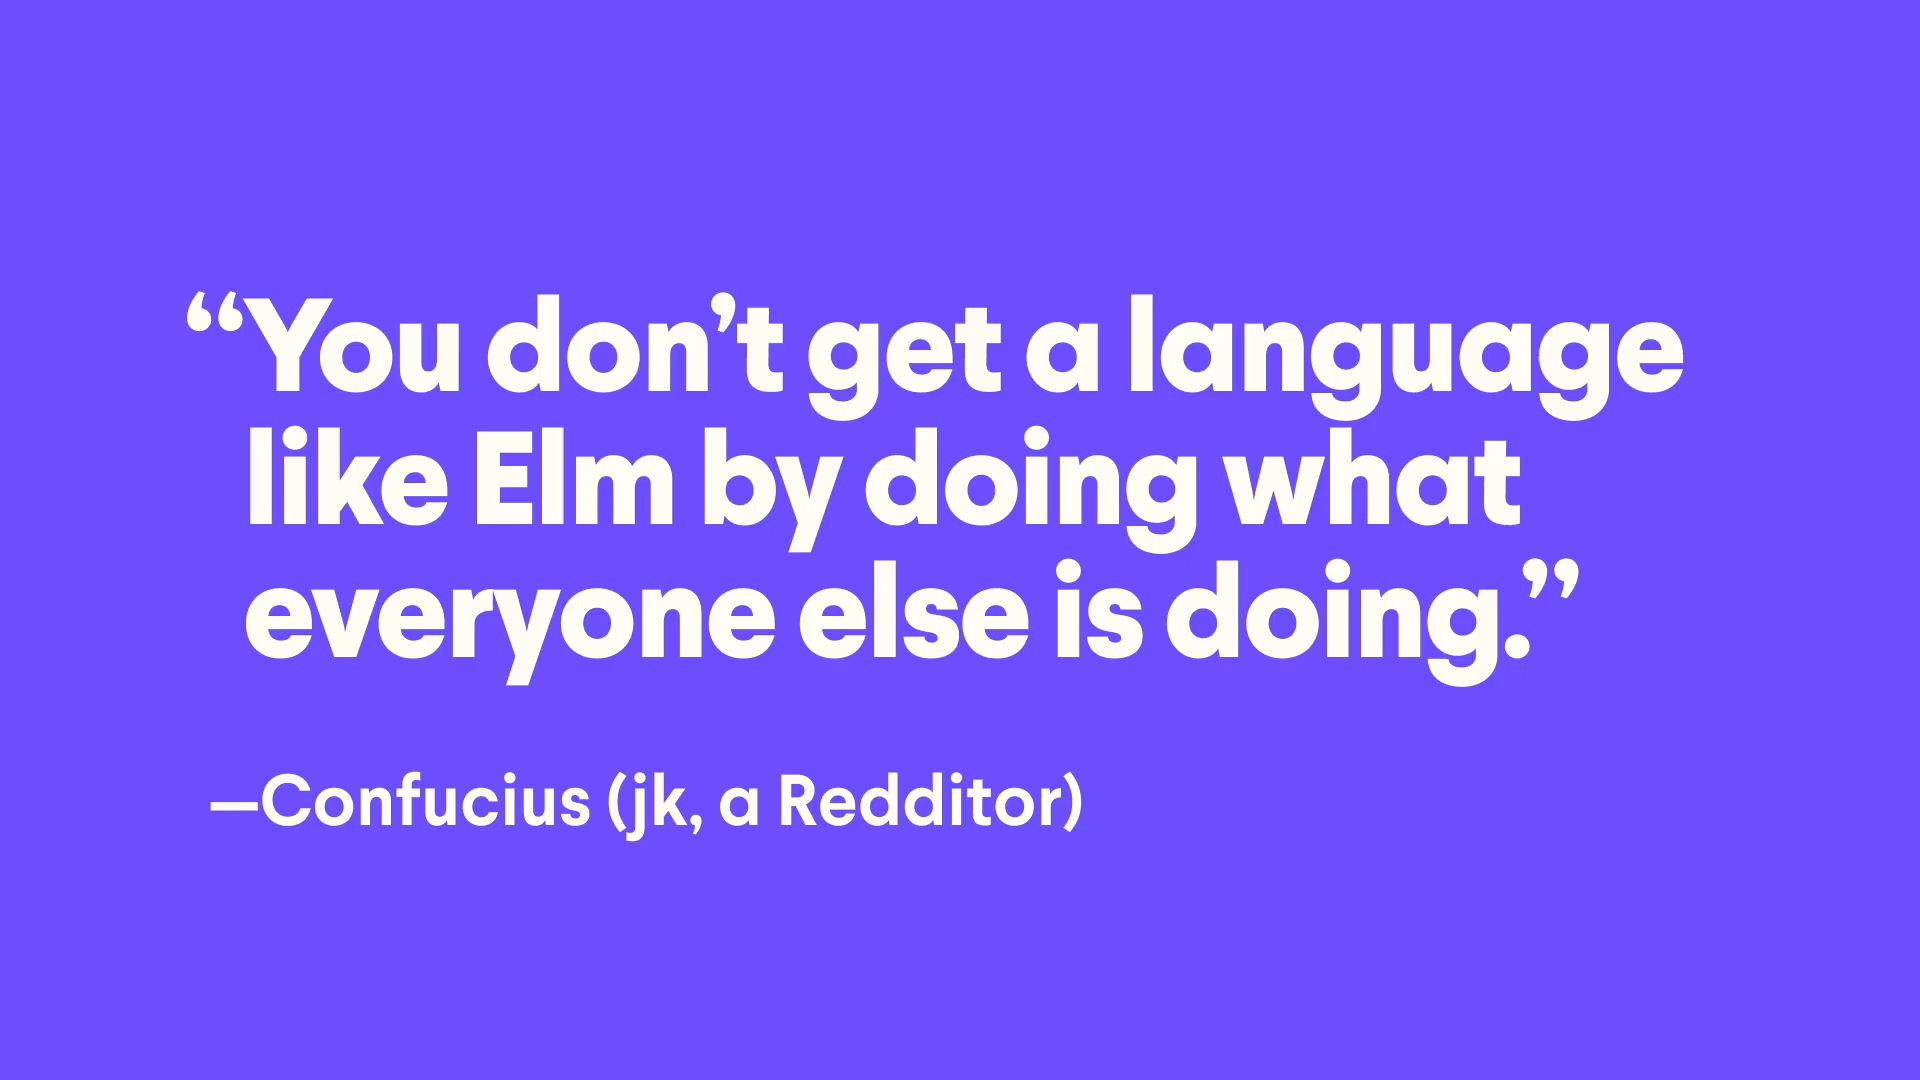 “You don’t get a language
like Elm by doing what
everyone else is doing.”
—Confucius (jk, a Redditor)